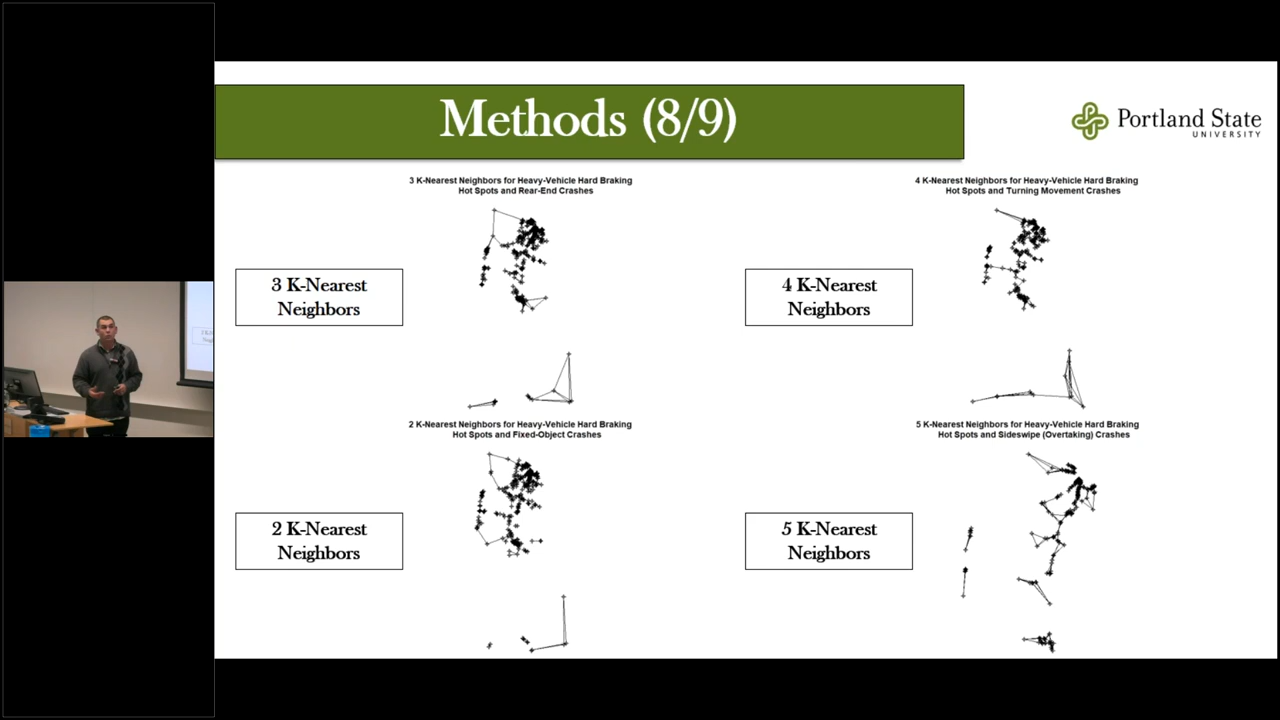 Methods (8/9)
Portland State
UNIVERSITY
3 K-Nearest Neighbors for Heavy-Vehicle Hard Braking
Hot Spots and Rear-End Crashes
3 K-Nearest
Neighbors
4 K-Nearest Neighbors for Heavy-Vehicle Hard Braking
Hot Spots and Turning Movement Crashes
4 K-Nearest
Neighbors
2 K-Nearest Neighbors for Heavy-Vehicle Hard Braking
Hot Spots and Fixed-Object Crashes
2 K-Nearest
Neighbors
5 K-Nearest Neighbors for Heavy-Vehicle Hard Braking
Hot Spots and Sideswipe (Overtaking) Crashes
5 K-Nearest
Neighbors